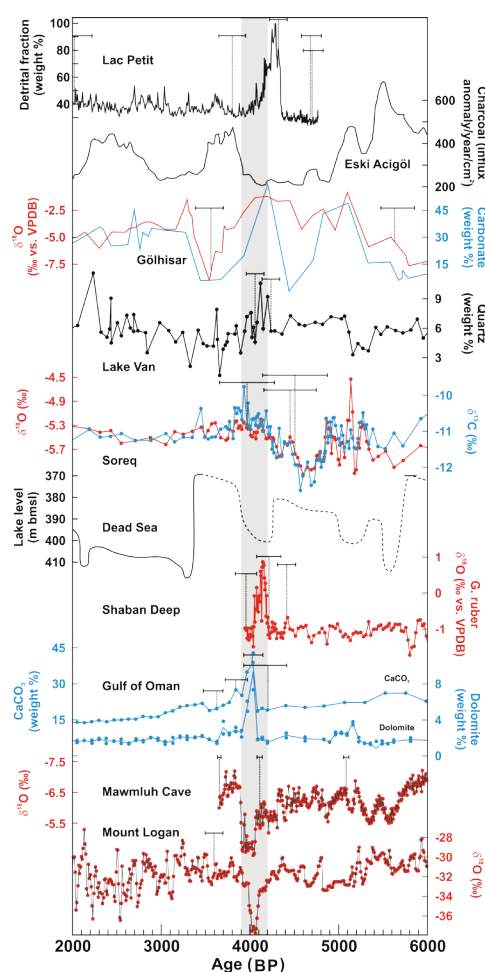 Detrital fraction
(weight %)
100
80
60
40
Lac Petit
Charcoal (influx
anomaly/year/cm²)
600
400
200
Eski Acigöl
δ¹⁸O
(‰ vs. VPDB)
-2.5
-5.0
-7.5
Gölhisar
45
30
15
Carbonate
(weight %)
Lake Van
9
6
3
Quartz
(weight %)
δ¹⁸O (‰)
-4.5
-4.9
-5.3
-5.7
Soreq
-10
-11
-12
δ¹³C
(‰)
Lake level
(m bmsl)
370
380
390
400
410
Dead Sea
Shaban Deep
1
0
-1
G. ruber
δ¹⁸O (‰ vs. VPDB)
CaCO₃
(weight %)
45
30
15
Gulf of Oman
CaCO₃
Dolomite
8
4
0
Dolomite
(weight %)
δ¹⁸O (‰)
-7.5
-6.5
-5.5
Mawmluh Cave
Mount Logan
-28
-30
-32
-34
-36
δ¹⁸O (‰)
2000 3000 4000 5000 6000
Age (BP)